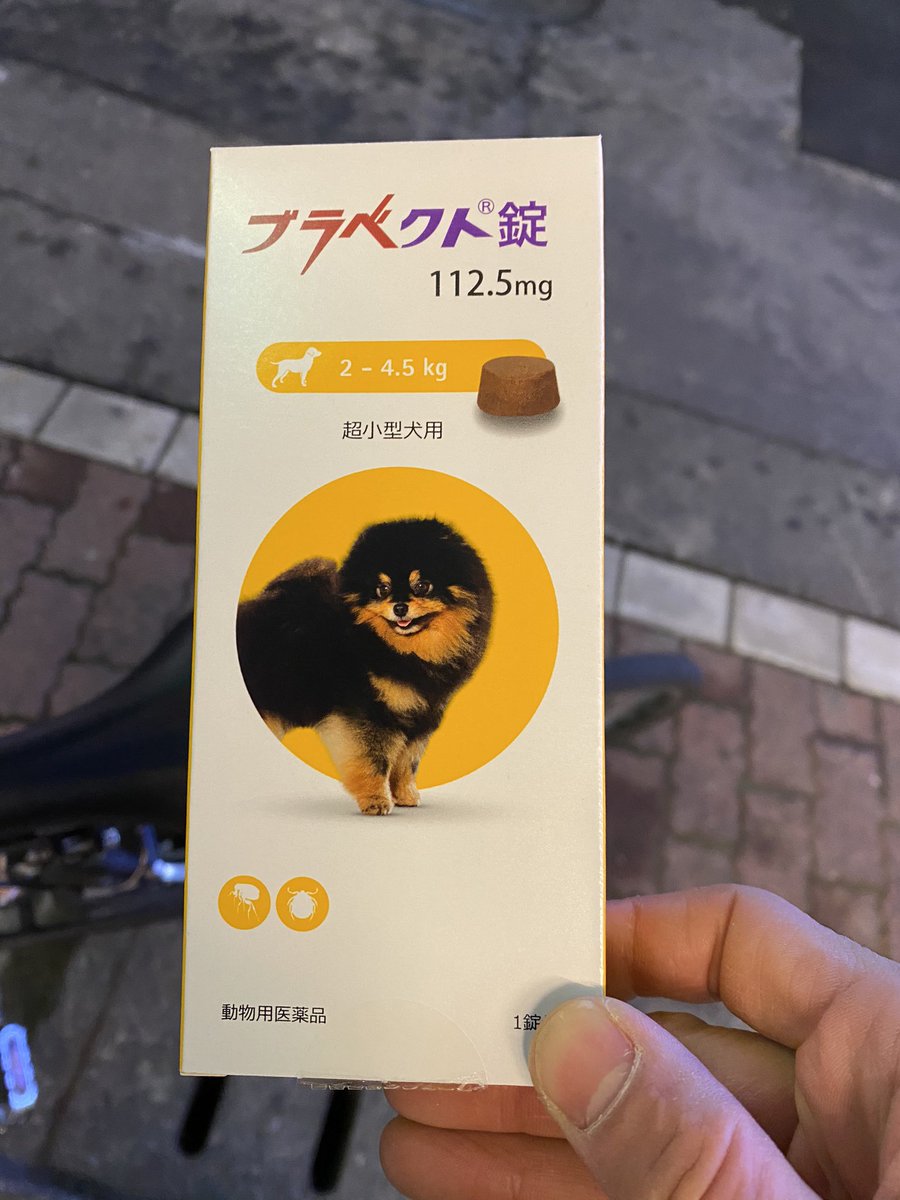 ブラベクト®錠
112.5mg
2 – 4.5 kg
超小型犬用
動物用医薬品
1錠